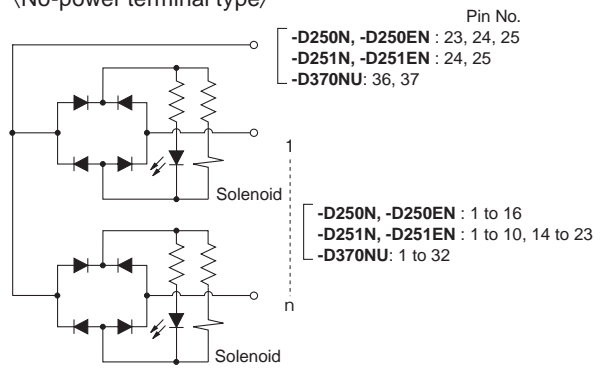 〈No-power terminal type〉
Pin No.
-D250N, -D250EN : 23, 24, 25
-D251N, -D251EN : 24, 25
-D370NU: 36, 37
1
Solenoid
-D250N, -D250EN : 1 to 16
-D251N, -D251EN : 1 to 10, 14 to 23
-D370NU: 1 to 32
n
Solenoid